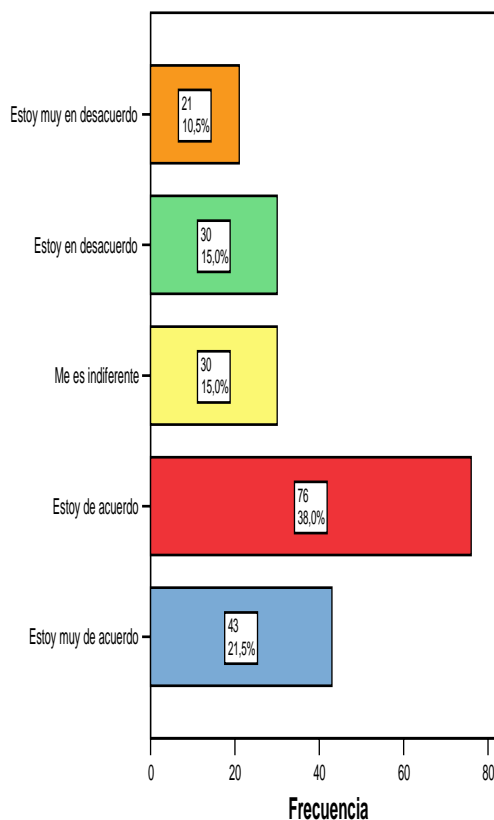 Estoy muy en desacuerdo
21
10,5%
Estoy en desacuerdo
30
15,0%
Me es indiferente
30
15,0%
Estoy de acuerdo
76
38,0%
Estoy muy de acuerdo
43
21,5%
0 20 40 60 80
Frecuencia